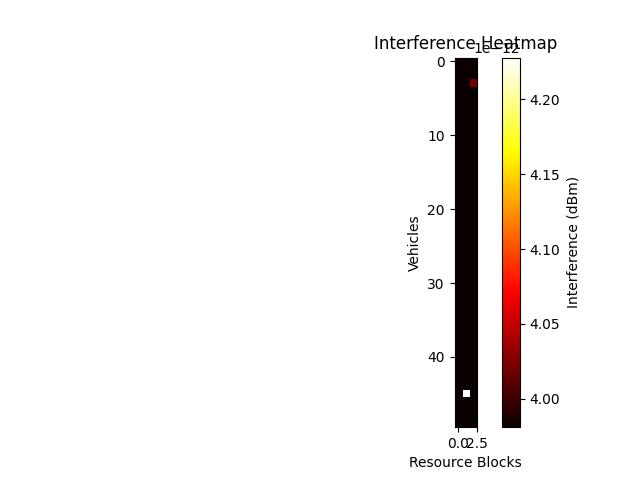 Interference Heatmap
1e−12
0
10
20
30
40
Vehicles
0.0
2.5
Resource Blocks
4.20
4.15
4.10
4.05
4.00
Interference (dBm)